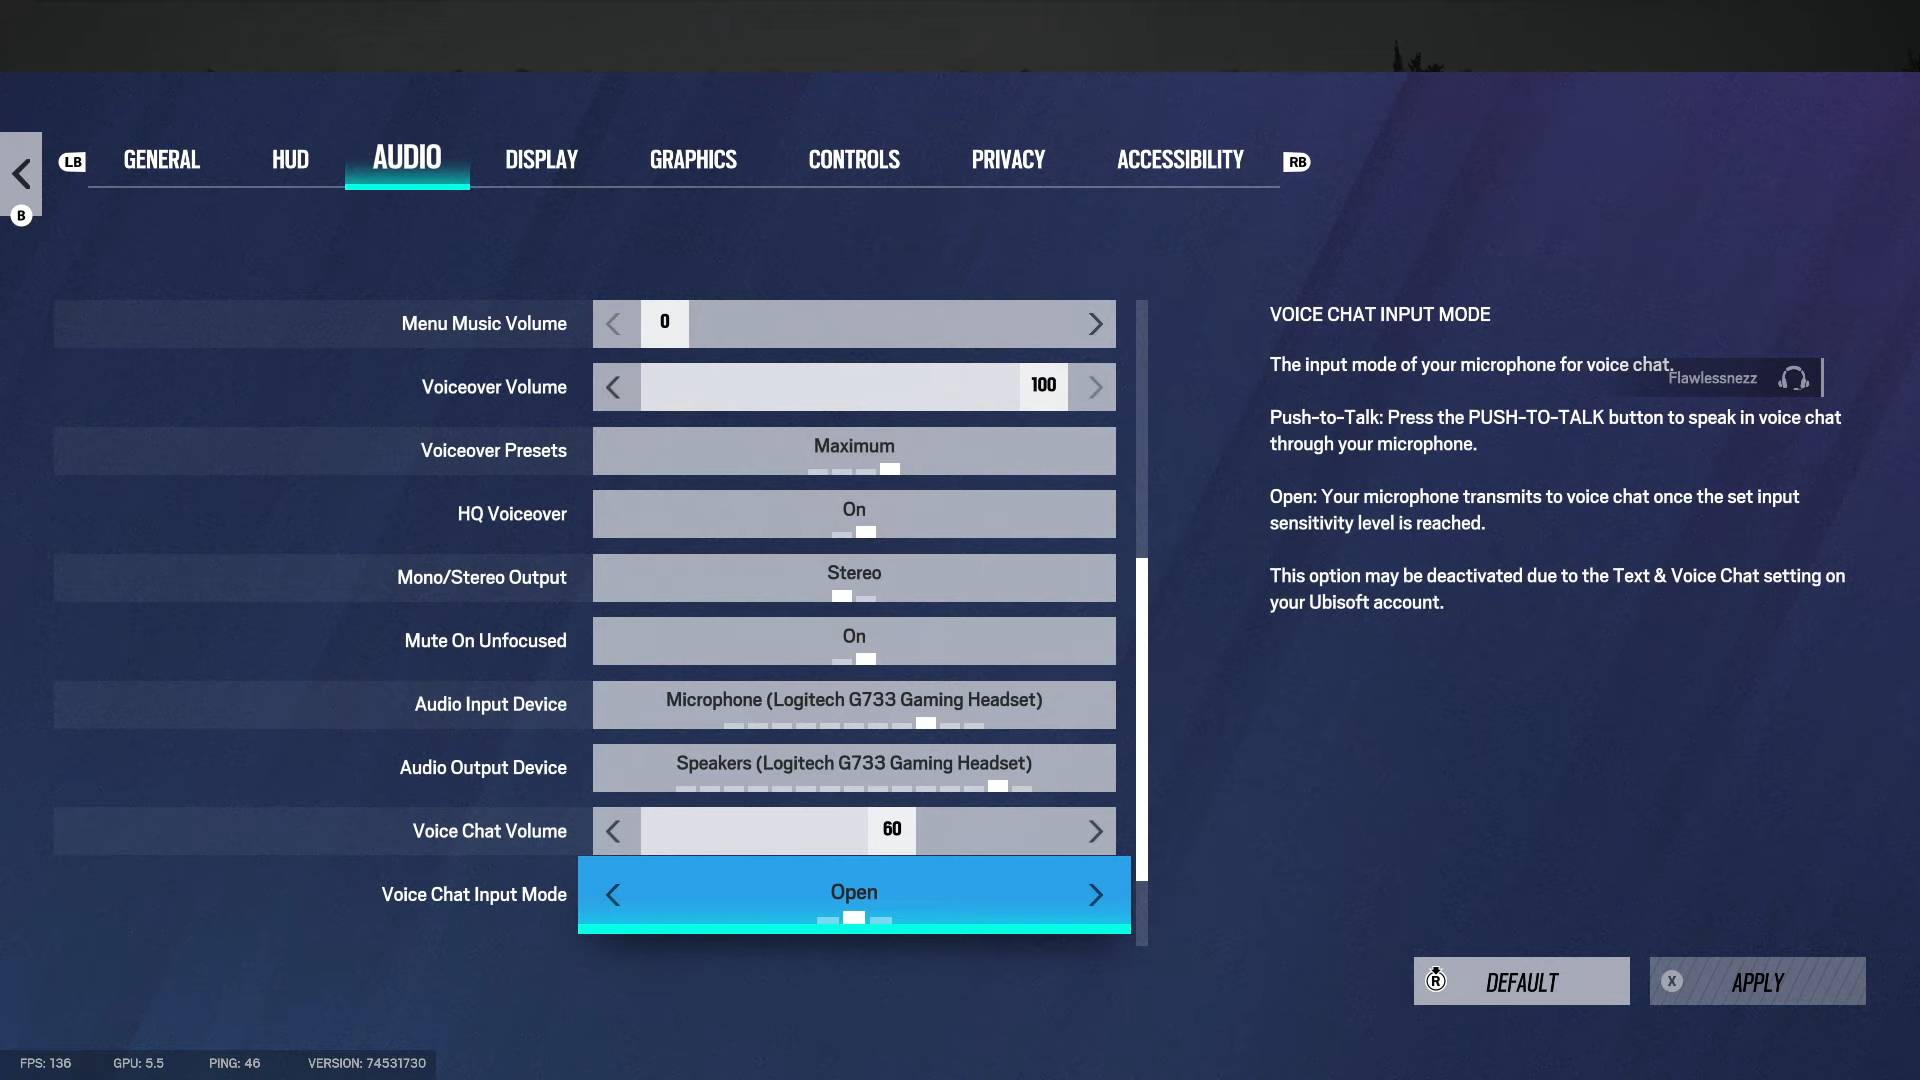 LB GENERAL HUD AUDIO DISPLAY GRAPHICS CONTROLS PRIVACY ACCESSIBILITY RB
B
Menu Music Volume 0
Voiceover Volume 100
Voiceover Presets Maximum
HQ Voiceover On
Mono/Stereo Output Stereo
Mute On Unfocused On
Audio Input Device Microphone (Logitech G733 Gaming Headset)
Audio Output Device Speakers (Logitech G733 Gaming Headset)
Voice Chat Volume 60
Voice Chat Input Mode Open
VOICE CHAT INPUT MODE
The input mode of your microphone for voice chat.
Flawlessnezz
Push-to-Talk: Press the PUSH-TO-TALK button to speak in voice chat
through your microphone.
Open: Your microphone transmits to voice chat once the set input
sensitivity level is reached.
This option may be deactivated due to the Text & Voice Chat setting on
your Ubisoft account.
R DEFAULT X APPLY
FPS: 136 GPU: 5.5 PING: 46 VERSION: 74531730